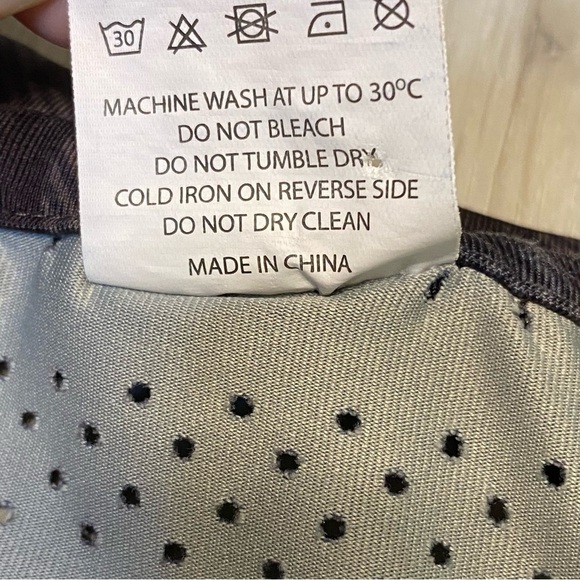 30
MACHINE WASH AT UP TO 30°C
DO NOT BLEACH
DO NOT TUMBLE DRY
COLD IRON ON REVERSE SIDE
DO NOT DRY CLEAN
MADE IN CHINA